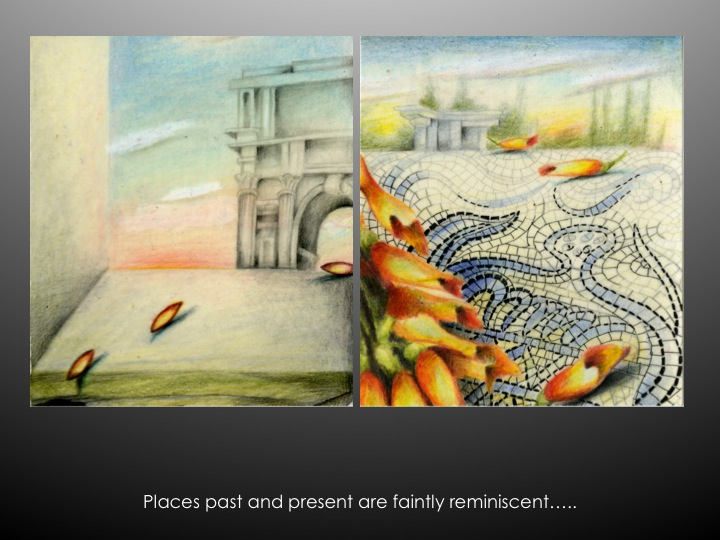 Places past and present are faintly reminiscent…..